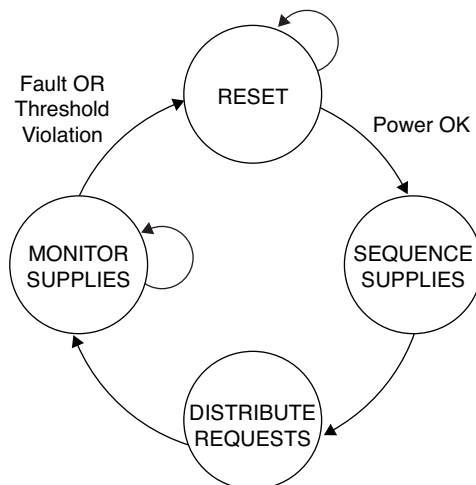 RESET
Fault OR
Threshold
Violation
Power OK
MONITOR
SUPPLIES
SEQUENCE
SUPPLIES
DISTRIBUTE
REQUESTS